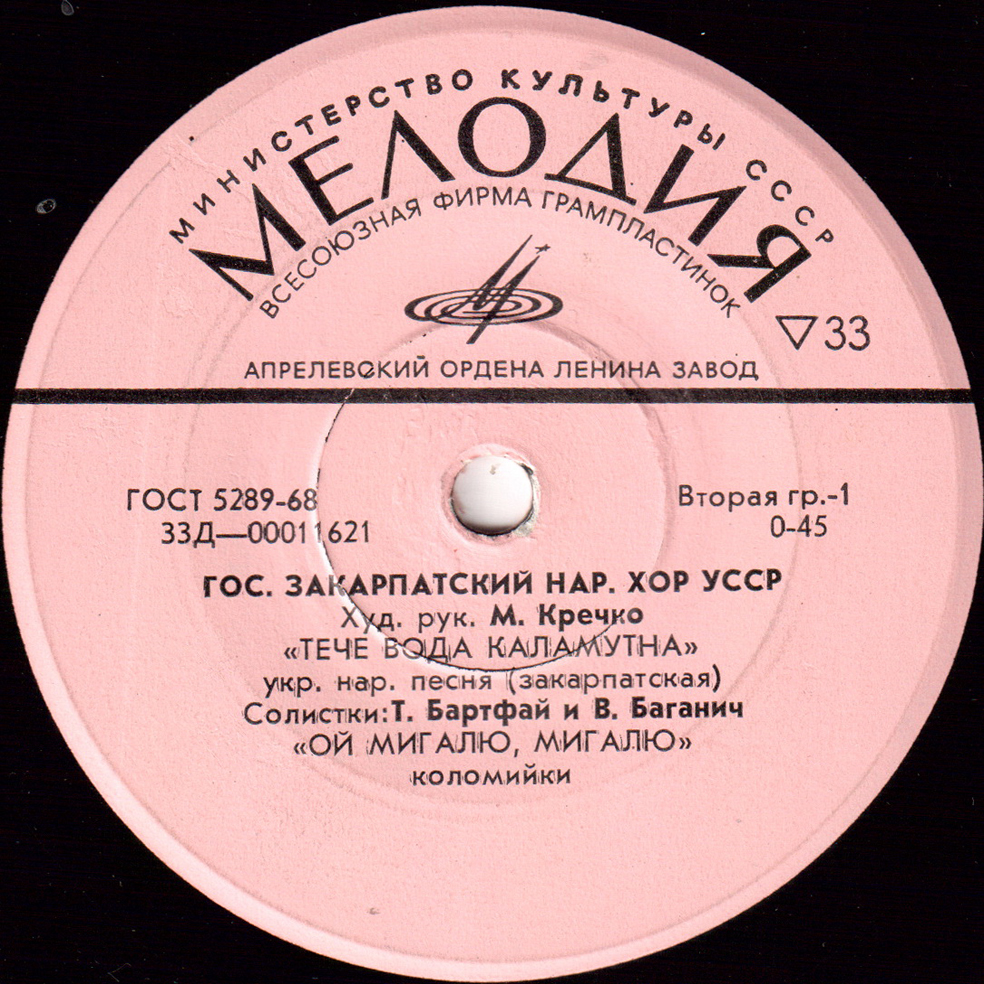 МИНИСТЕРСТВО КУЛЬТУРЫ СССР
МЕЛОДИЯ
ВСЕСОЮЗНАЯ ФИРМА ГРАМПЛАСТИНОК
▽33
АПРЕЛЕВСКИЙ ОРДЕНА ЛЕНИНА ЗАВОД
ГОСТ 5289-68
33Д—00011621
Вторая гр.-1
0-45
ГОС. ЗАКАРПАТСКИЙ НАР. ХОР УССР
Худ. рук. М. Кречко
«ТЕЧЕ ВОДА КАЛАМУТНА»
укр. нар. песня (закарпатская)
Солистки: Т. Бартфай и В. Баганич
«ОЙ МИГАЛЮ, МИГАЛЮ»
коломийки